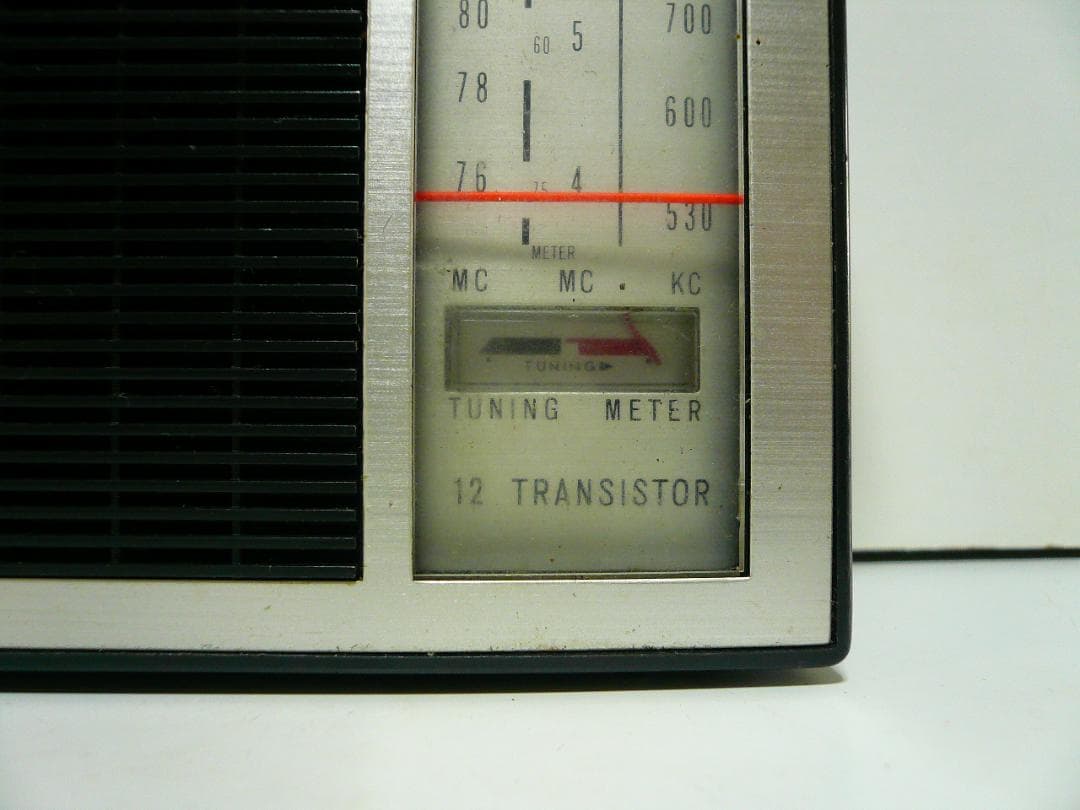 80 700
60 5
78 600
76 75 4
530
METER
MC MC KC
TUNING
TUNING METER
12 TRANSISTOR